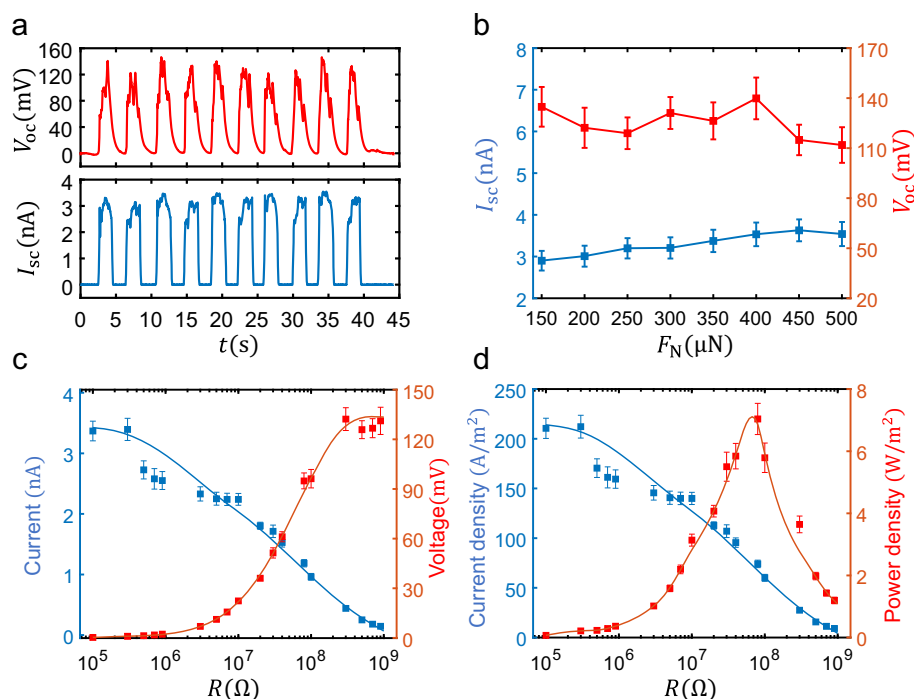 a
V_oc(mV)
160
120
80
40
0
I_sc(nA)
4
3
2
1
0
0 5 10 15 20 25 30 35 40 45
t(s)
b
I_sc(nA)
8
7
6
5
4
3
2
V_oc(mV)
170
140
110
80
50
20
150 200 250 300 350 400 450 500
F_N(μN)
c
Current (nA)
4
3
2
1
0
Voltage(mV)
150
120
90
60
30
0
10^5 10^6 10^7 10^8 10^9
R(Ω)
d
Current density (A/m²)
250
200
150
100
50
0
Power density (W/m²)
8
6
4
2
0
10^5 10^6 10^7 10^8 10^9
R(Ω)